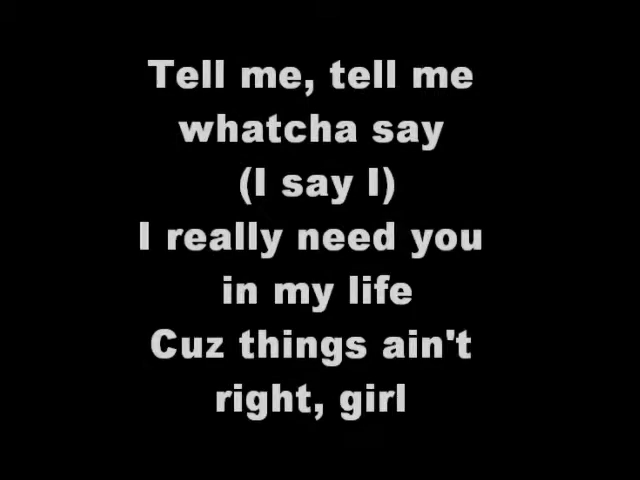 Tell me, tell me
whatcha say
(I say I)
I really need you
in my life
Cuz things ain't
right, girl